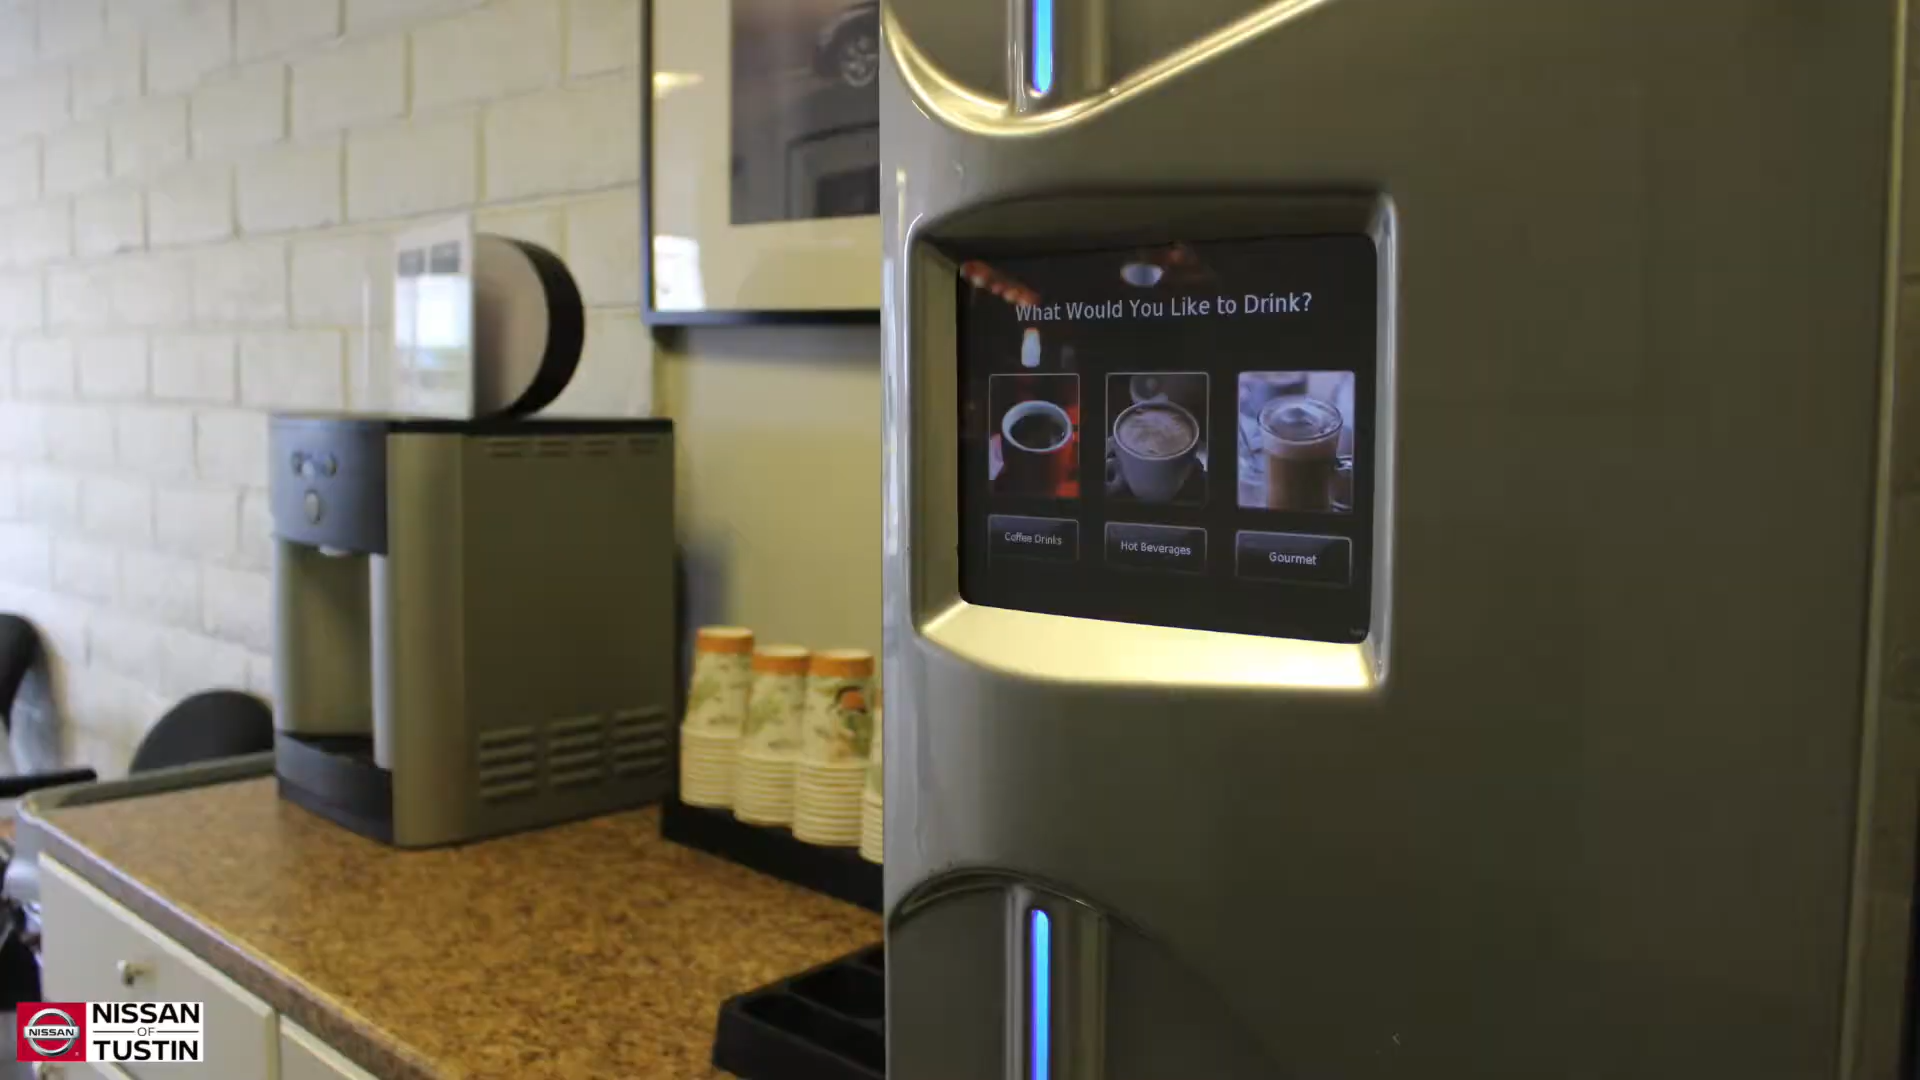 What Would You Like to Drink?
Coffee Drinks
Hot Beverages
Gourmet
NISSAN
NISSAN
OF
TUSTIN